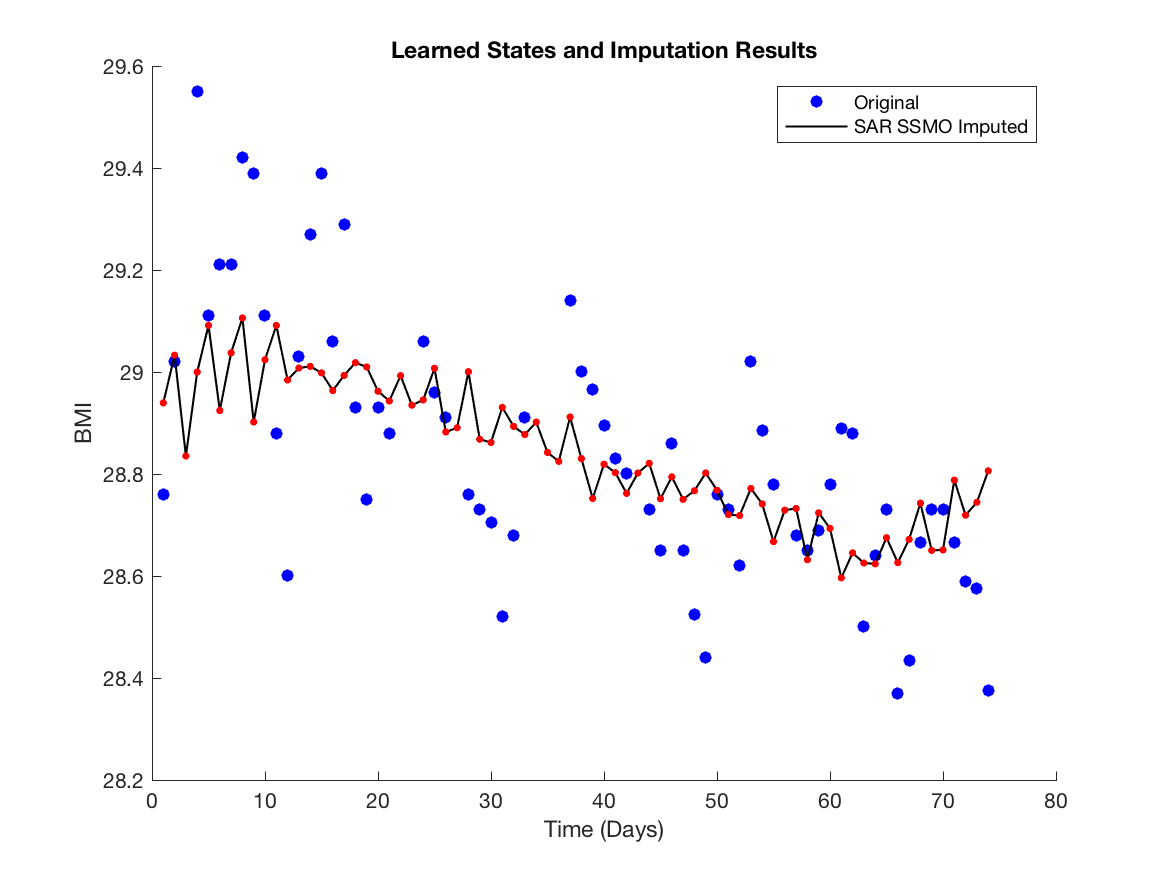 Learned States and Imputation Results
29.6
29.4
29.2
29
28.8
28.6
28.4
28.2
BMI
Original
SAR SSMO Imputed
0 10 20 30 40 50 60 70 80
Time (Days)